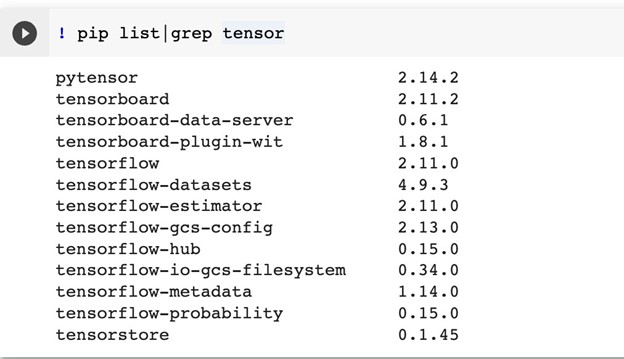 ! pip list|grep tensor
pytensor 2.14.2
tensorboard 2.11.2
tensorboard-data-server 0.6.1
tensorboard-plugin-wit 1.8.1
tensorflow 2.11.0
tensorflow-datasets 4.9.3
tensorflow-estimator 2.11.0
tensorflow-gcs-config 2.13.0
tensorflow-hub 0.15.0
tensorflow-io-gcs-filesystem 0.34.0
tensorflow-metadata 1.14.0
tensorflow-probability 0.15.0
tensorstore 0.1.45